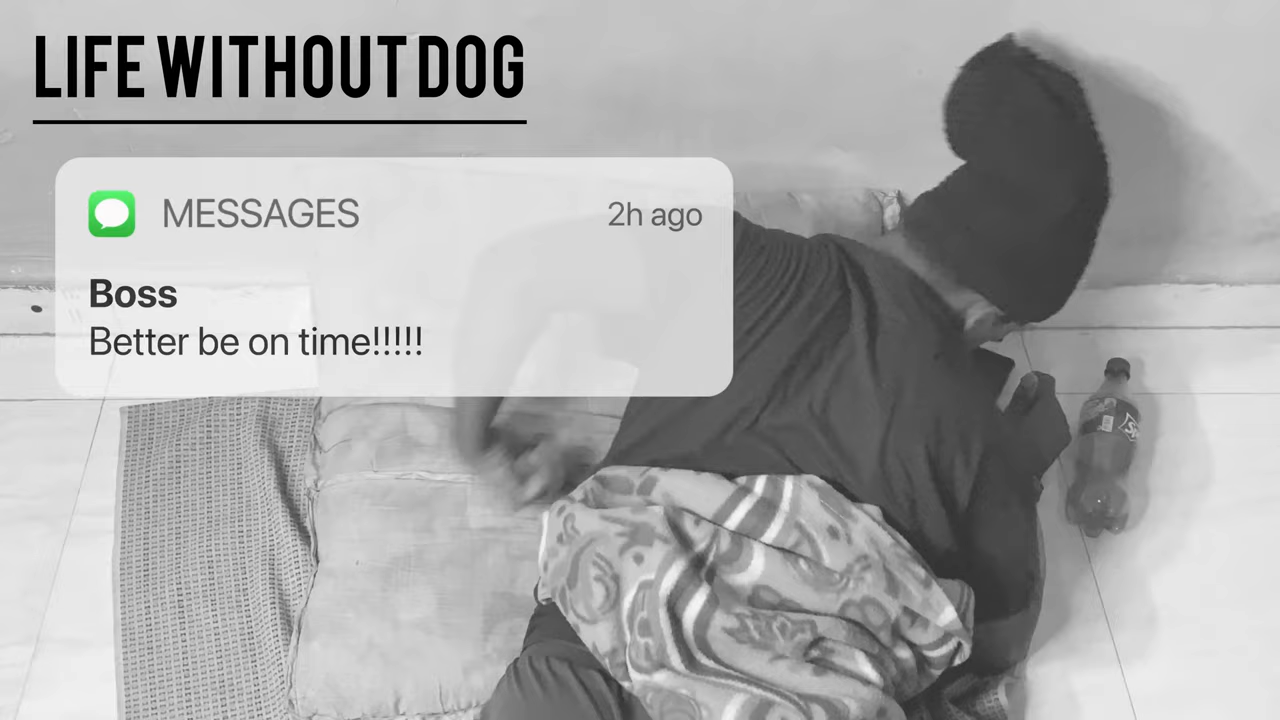 LIFE WITHOUT DOG
MESSAGES
2h ago
Boss
Better be on time!!!!!